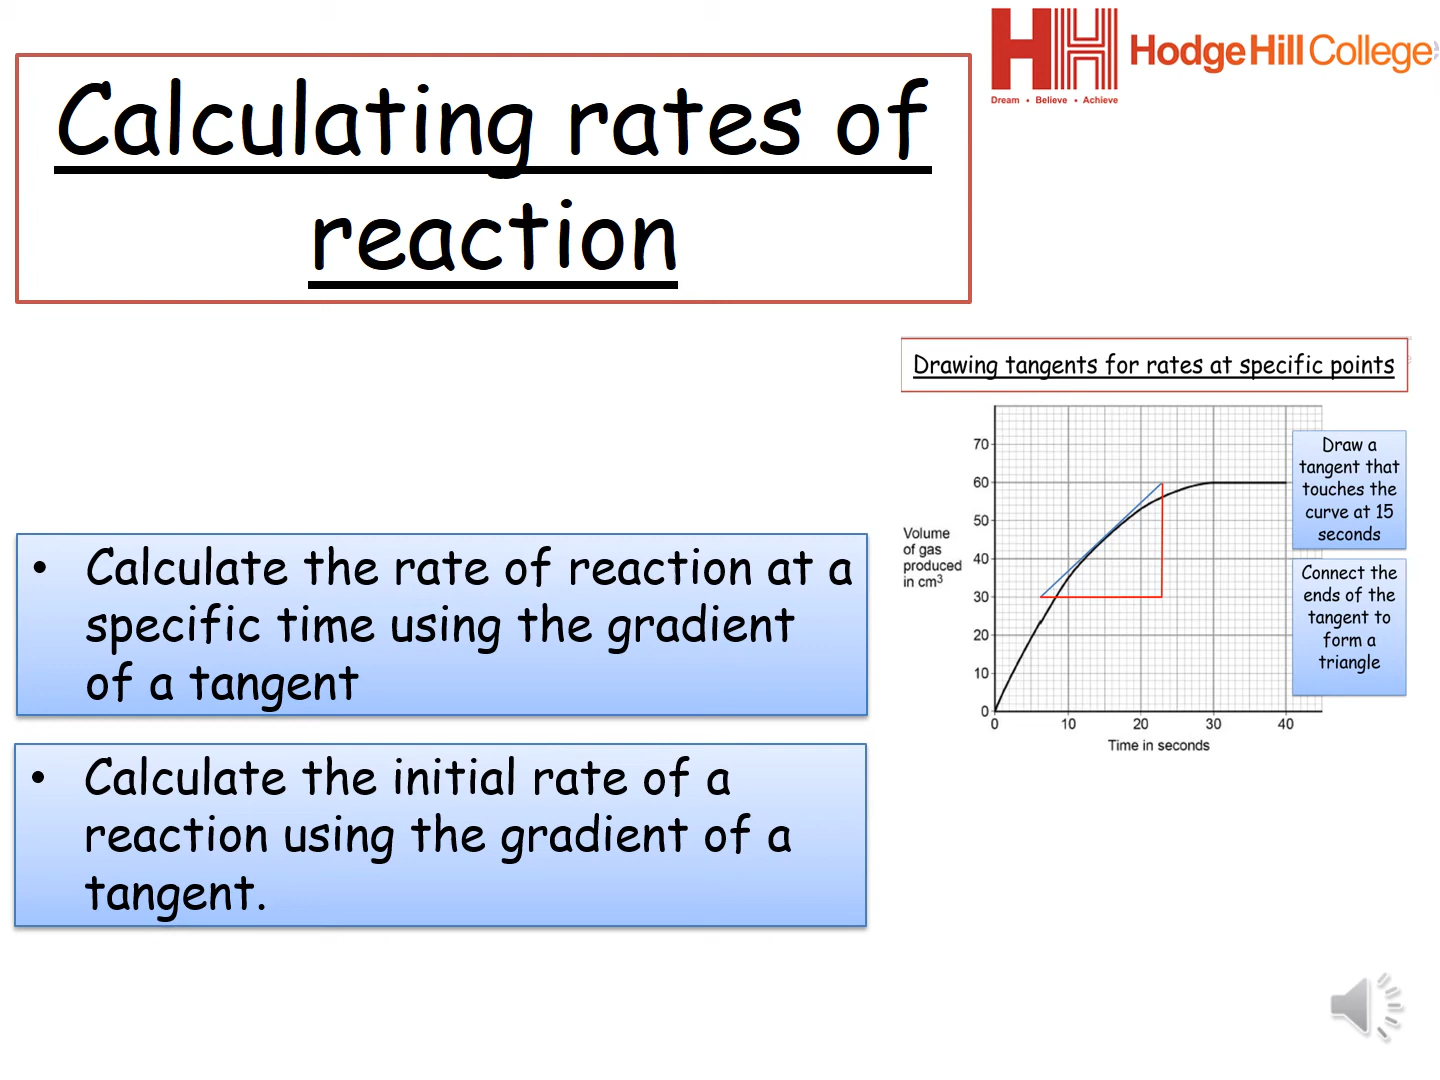 Hodge Hill College
Dream • Believe • Achieve
Calculating rates of
reaction
Drawing tangents for rates at specific points
70
60
50
40
30
20
10
0
Volume
of gas
produced
in cm3
0 10 20 30 40
Time in seconds
Draw a
tangent that
touches the
curve at 15
seconds
Connect the
ends of the
tangent to
form a
triangle
• Calculate the rate of reaction at a
specific time using the gradient
of a tangent
• Calculate the initial rate of a
reaction using the gradient of a
tangent.